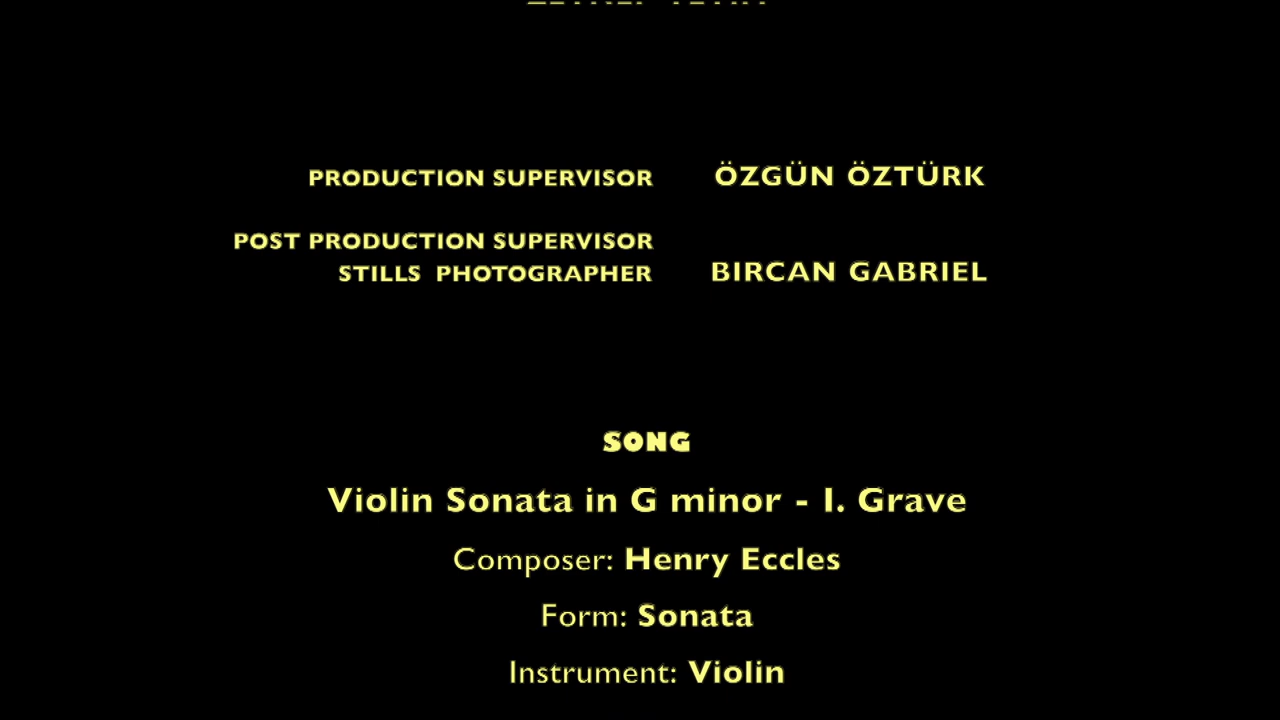 PRODUCTION SUPERVISOR ÖZGÜN ÖZTÜRK
POST PRODUCTION SUPERVISOR
STILLS PHOTOGRAPHER BIRCAN GABRIEL
SONG
Violin Sonata in G minor - I. Grave
Composer: Henry Eccles
Form: Sonata
Instrument: Violin